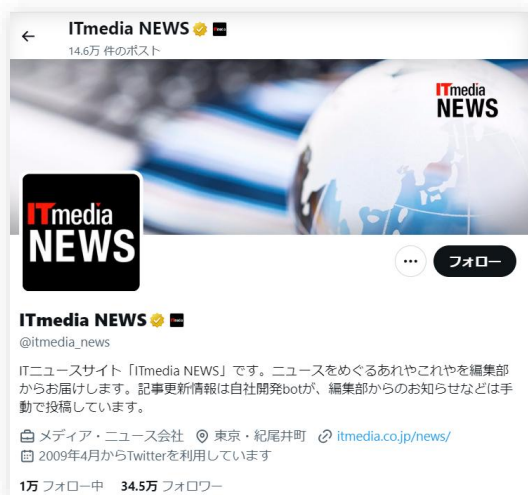 ITmedia NEWS
14.6万 件のポスト
ITmedia
NEWS
ITmedia
NEWS
フォロー
ITmedia NEWS
@itmedia_news
ITニュースサイト「ITmedia NEWS」です。ニュースをめぐるあれやこれやを編集部
からお届けします。記事更新情報は自社開発botが、編集部からのお知らせなどは手
動で投稿しています。
メディア・ニュース会社 東京・紀尾井町 itmedia.co.jp/news/
2009年4月からTwitterを利用しています
1万 フォロー中 34.5万 フォロワー